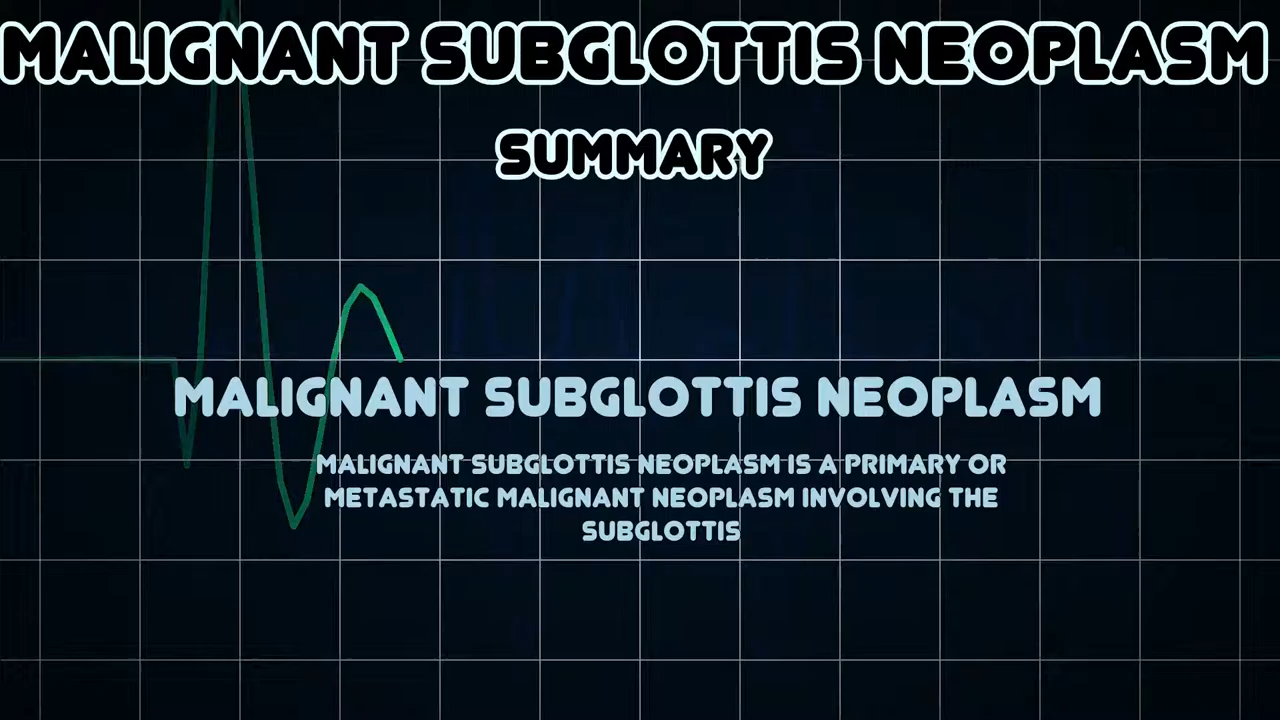 MALIGNANT SUBGLOTTIS NEOPLASM
SUMMARY
MALIGNANT SUBGLOTTIS NEOPLASM
MALIGNANT SUBGLOTTIS NEOPLASM IS A PRIMARY OR
METASTATIC MALIGNANT NEOPLASM INVOLVING THE
SUBGLOTTIS